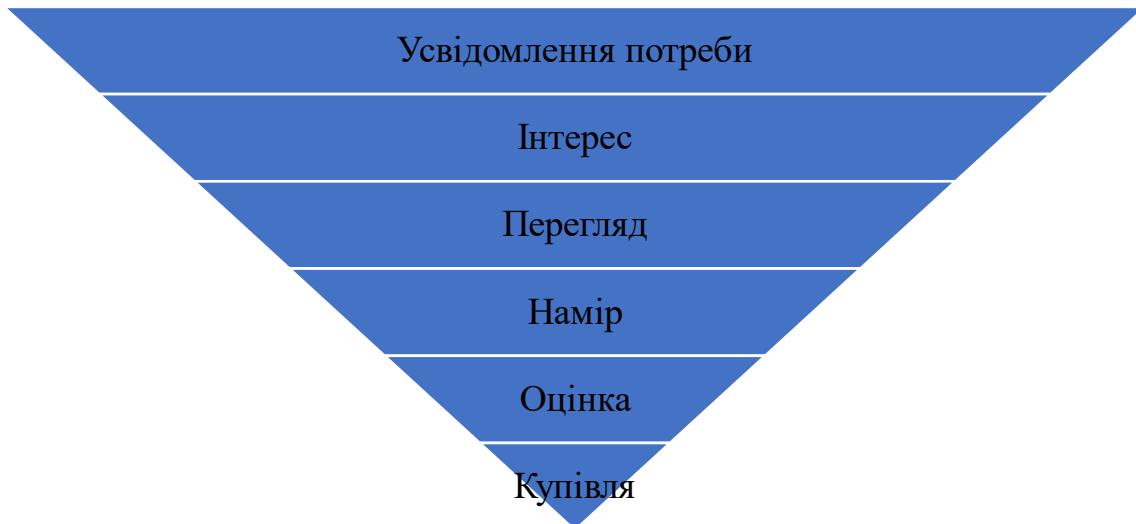 Усвідомлення потреби
Інтерес
Перегляд
Намір
Оцінка
Купівля